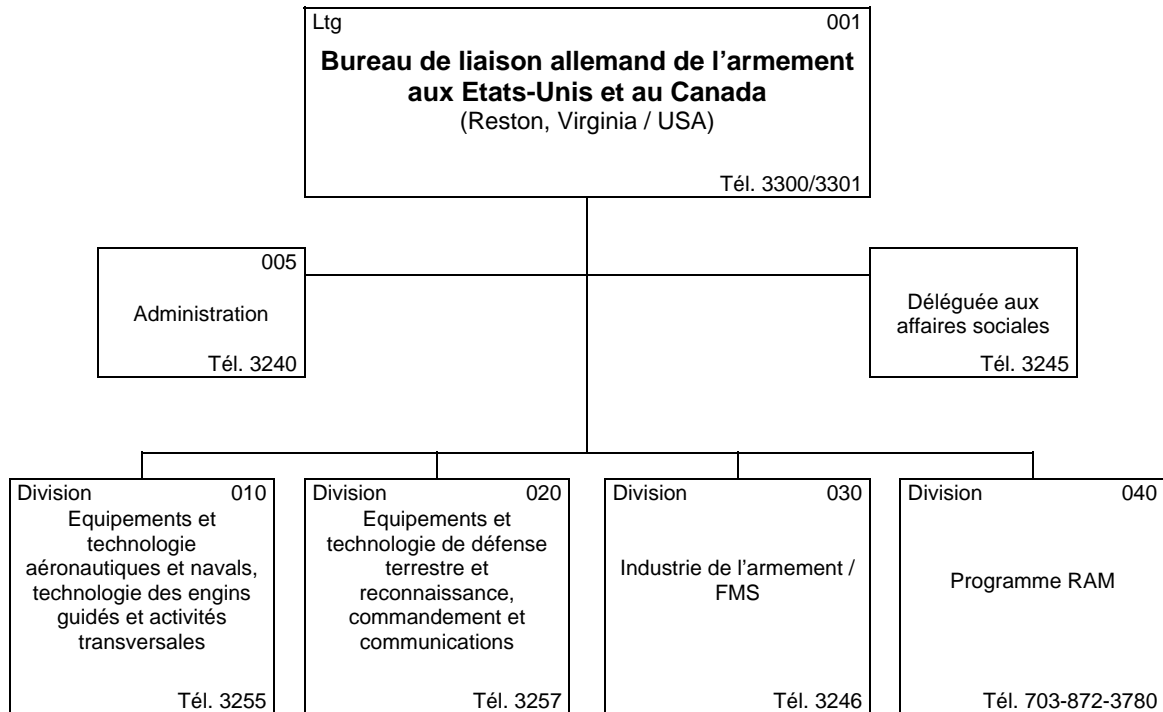 Ltg 001
Bureau de liaison allemand de l’armement
aux Etats-Unis et au Canada
(Reston, Virginia / USA)
Tél. 3300/3301
005
Administration
Tél. 3240
Déléguée aux
affaires sociales
Tél. 3245
Division 010
Equipements et
technologie
aéronautiques et navals,
technologie des engins
guidés et activités
transversales
Tél. 3255
Division 020
Equipements et
technologie de défense
terrestre et
reconnaissance,
commandement et
communications
Tél. 3257
Division 030
Industrie de l’armement /
FMS
Tél. 3246
Division 040
Programme RAM
Tél. 703-872-3780